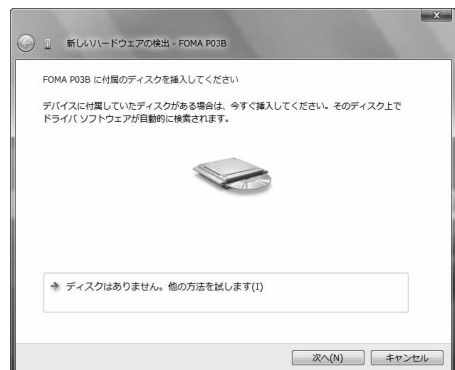 新しいハードウェアの検出 - FOMA P03B
FOMA P03B に付属のディスクを挿入してください
デバイスに付属していたディスクがある場合は、今すぐ挿入してください。そのディスク上で
ドライバ ソフトウェアが自動的に検索されます。
ディスクはありません。他の方法を試します(I)
次へ(N) キャンセル